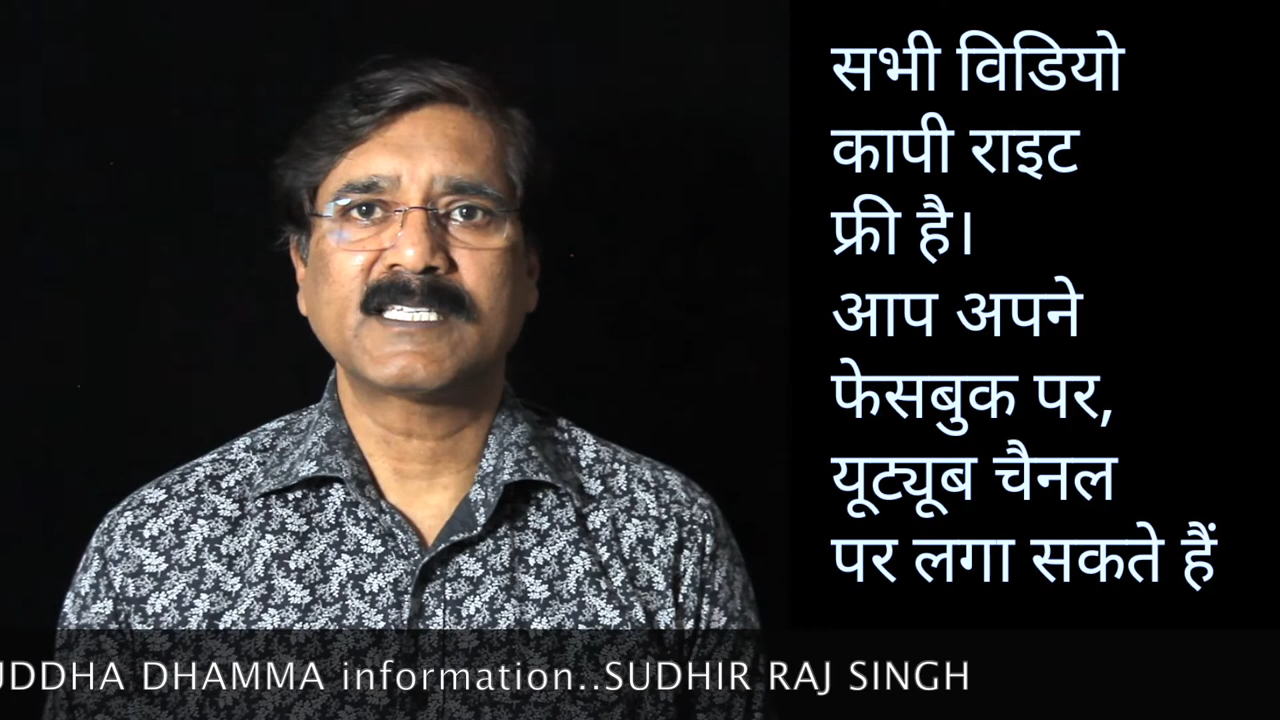 सभी विडियो
कापी राइट
फ्री है।
आप अपने
फेसबुक पर,
यूट्यूब चैनल
पर लगा सकते हैं
DHAMMA information..SUDHIR RAJ SINGH